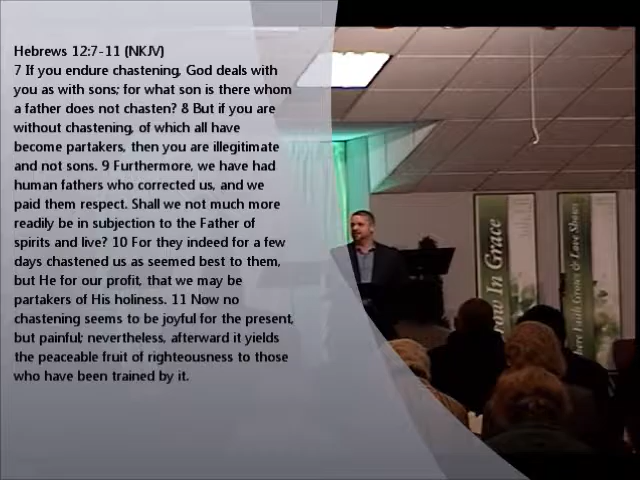 Hebrews 12:7-11 (NKJV)
7 If you endure chastening, God deals with
you as with sons; for what son is there whom
a father does not chasten? 8 But if you are
without chastening, of which all have
become partakers, then you are illegitimate
and not sons. 9 Furthermore, we have had
human fathers who corrected us, and we
paid them respect. Shall we not much more
readily be in subjection to the Father of
spirits and live? 10 For they indeed for a few
days chastened us as seemed best to them,
but He for our profit, that we may be
partakers of His holiness. 11 Now no
chastening seems to be joyful for the present,
but painful; nevertheless, afterward it yields
the peaceable fruit of righteousness to those
who have been trained by it.
In Grace
Faith Grows & Love Shows